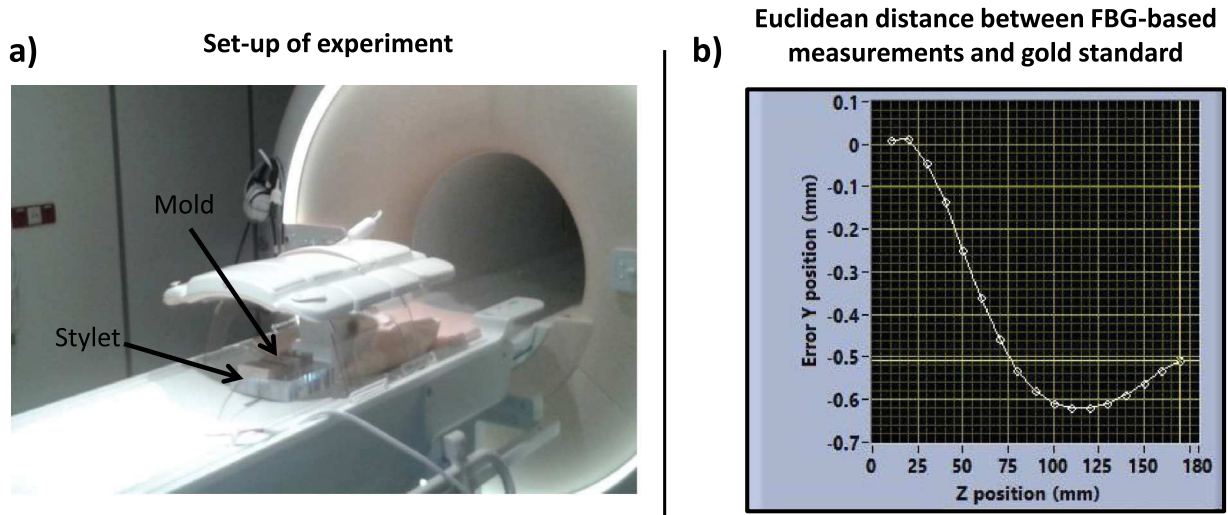 a)
Set-up of experiment
Mold
Stylet
b)
Euclidean distance between FBG-based
measurements and gold standard
Error Y position (mm)
0.1
0
-0.1
-0.2
-0.3
-0.4
-0.5
-0.6
-0.7
0 25 50 75 100 125 150 180
Z position (mm)